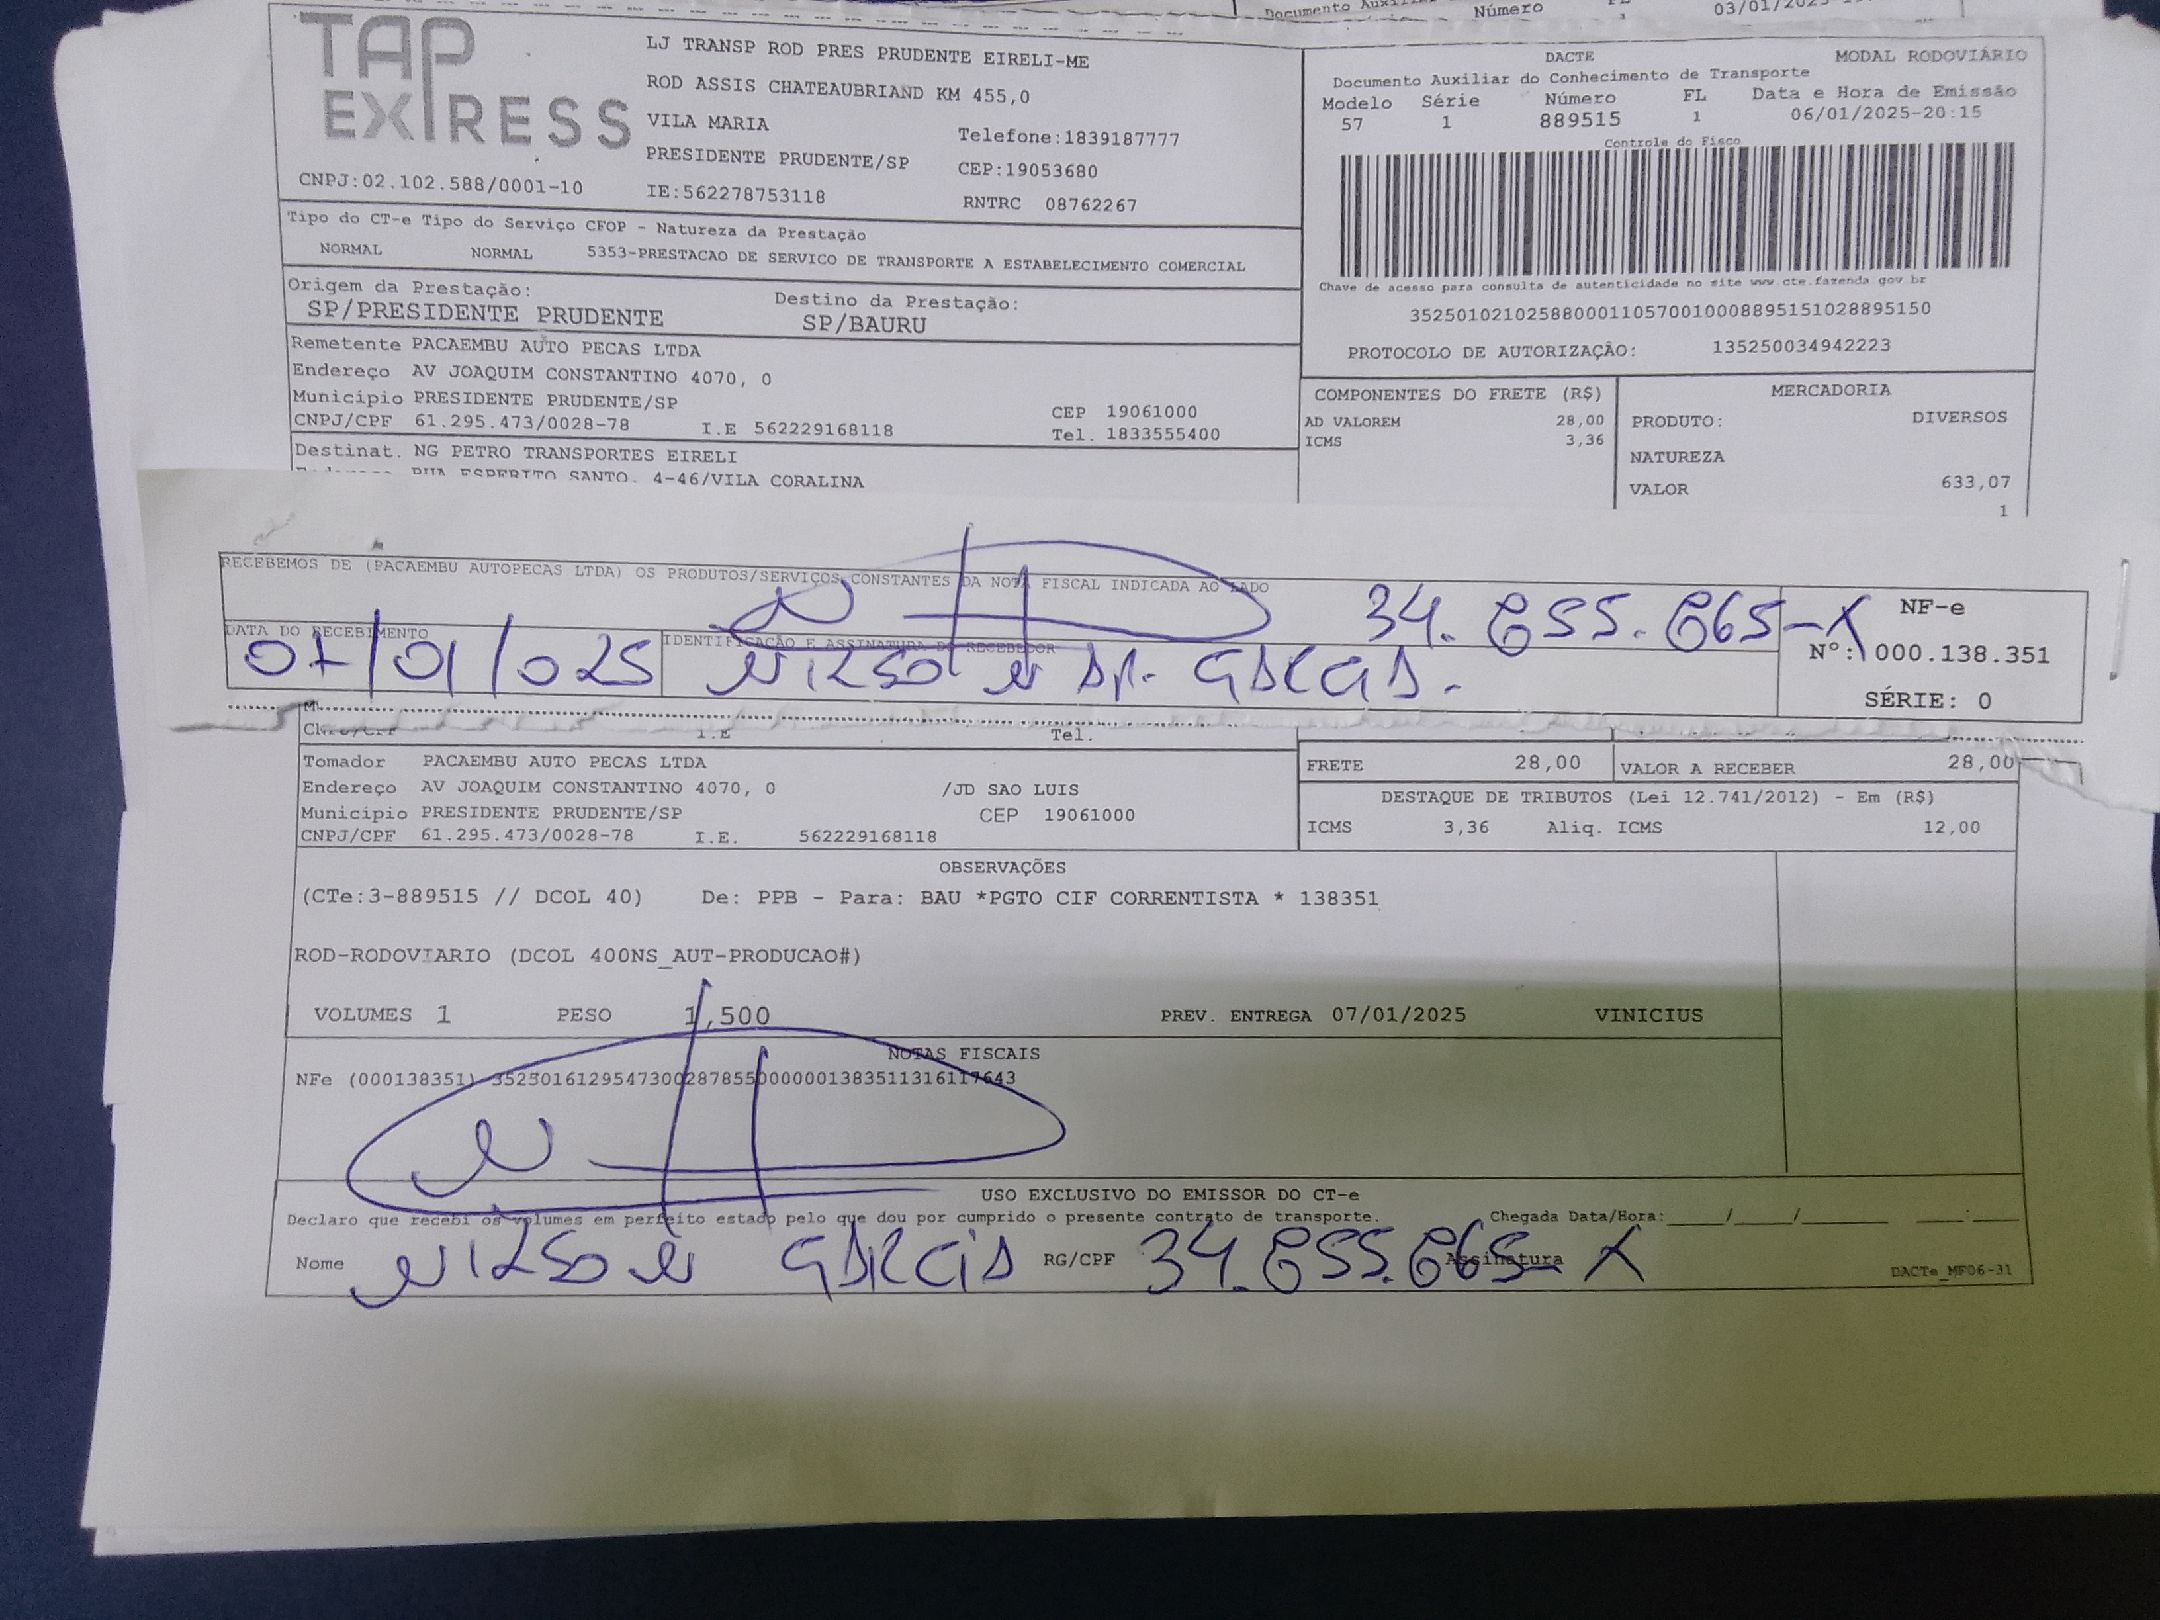 Número
03/01/2025
TAP EXPRESS
LJ TRANSP ROD PRES PRUDENTE EIRELI-ME
ROD ASSIS CHATEAUBRIAND KM 455,0
VILA MARIA Telefone:1839187777
PRESIDENTE PRUDENTE/SP CEP:19053680
CNPJ:02.102.588/0001-10 IE:562278753118 RNTRC 08762267
DACTE MODAL RODOVIÁRIO
Documento Auxiliar do Conhecimento de Transporte
Modelo Série Número FL Data e Hora de Emissão
57 1 889515 1 06/01/2025-20:15
Controle do Fisco
Chave de acesso para consulta de autenticidade no site www.cte.fazenda.gov.br
35250102102588000110570010008895151028895150
PROTOCOLO DE AUTORIZAÇÃO: 135250034942223
Tipo do CT-e Tipo do Serviço CFOP - Natureza da Prestação
NORMAL NORMAL 5353-PRESTACAO DE SERVICO DE TRANSPORTE A ESTABELECIMENTO COMERCIAL
Origem da Prestação: Destino da Prestação:
SP/PRESIDENTE PRUDENTE SP/BAURU
Remetente PACAEMBU AUTO PECAS LTDA
Endereço AV JOAQUIM CONSTANTINO 4070, 0
Município PRESIDENTE PRUDENTE/SP CEP 19061000
CNPJ/CPF 61.295.473/0028-78 I.E 562229168118 Tel. 1833555400
Destinat. NG PETRO TRANSPORTES EIRELI
Endereço RUA ESPERITO SANTO, 4-46/VILA CORALINA
COMPONENTES DO FRETE (R$) MERCADORIA
AD VALOREM 28,00 PRODUTO: DIVERSOS
ICMS 3,36
NATUREZA
VALOR 633,07
1
RECEBEMOS DE (PACAEMBU AUTOPECAS LTDA) OS PRODUTOS/SERVIÇOS CONSTANTES DA NOTA FISCAL INDICADA AO LADO
34.655.665-X
DATA DO RECEBIMENTO IDENTIFICAÇÃO E ASSINATURA DO RECEBEDOR
07/01/025 NILSON AP. GARCIA.
NF-e
Nº: 000.138.351
SÉRIE: 0
CNPJ/CPF I.E Tel.
Tomador PACAEMBU AUTO PECAS LTDA
Endereço AV JOAQUIM CONSTANTINO 4070, 0 /JD SAO LUIS
Município PRESIDENTE PRUDENTE/SP CEP 19061000
CNPJ/CPF 61.295.473/0028-78 I.E. 562229168118
FRETE 28,00 VALOR A RECEBER 28,00
DESTAQUE DE TRIBUTOS (Lei 12.741/2012) - Em (R$)
ICMS 3,36 Aliq. ICMS 12,00
OBSERVAÇÕES
(CTe:3-889515 // DCOL 40) De: PPB - Para: BAU *PGTO CIF CORRENTISTA * 138351
ROD-RODOVIARIO (DCOL 400NS_AUT-PRODUCAO#)
VOLUMES 1 PESO 1,500 PREV. ENTREGA 07/01/2025 VINICIUS
NOTAS FISCAIS
NFe (000138351) 35250161295473002878550000001383511316117643
USO EXCLUSIVO DO EMISSOR DO CT-e
Declaro que recebi os volumes em perfeito estado pelo que dou por cumprido o presente contrato de transporte. Chegada Data/Hora:____/____/______ ___:___
Nome NILSON GARCIA RG/CPF 34.655.665-X Assinatura
DACTe_MF06-31